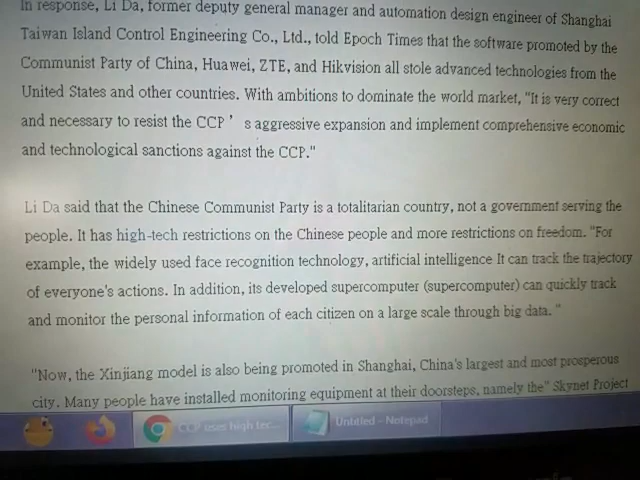 In response, Li Da, former deputy general manager and automation design engineer of Shanghai
Taiwan Island Control Engineering Co., Ltd., told Epoch Times that the software promoted by the
Communist Party of China, Huawei, ZTE, and Hikvision all stole advanced technologies from the
United States and other countries. With ambitions to dominate the world market, "It is very correct
and necessary to resist the CCP ' s aggressive expansion and implement comprehensive economic
and technological sanctions against the CCP."
Li Da said that the Chinese Communist Party is a totalitarian country, not a government serving the
people. It has high-tech restrictions on the Chinese people and more restrictions on freedom. "For
example, the widely used face recognition technology, artificial intelligence It can track the trajectory
of everyone's actions. In addition, its developed supercomputer (supercomputer) can quickly track
and monitor the personal information of each citizen on a large scale through big data. "
"Now, the Xinjiang model is also being promoted in Shanghai, China's largest and most prosperous
city. Many people have installed monitoring equipment at their doorsteps, namely the" Skynet Project
CCP uses high tec...
Untitled - Notepad